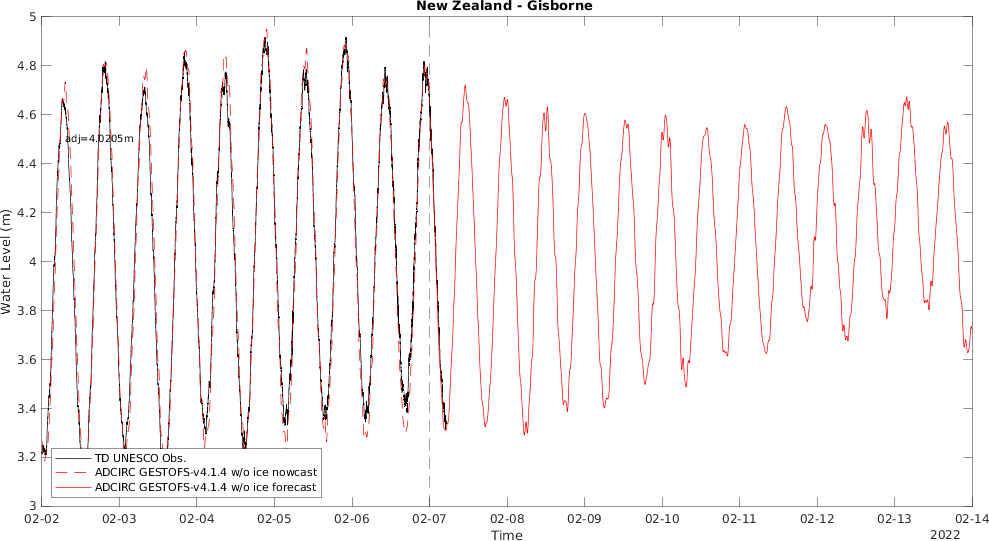 New Zealand - Gisborne
5
4.8
4.6
4.4
4.2
4
3.8
3.6
3.4
3.2
3
Water Level (m)
adj=4.0205m
TD UNESCO Obs.
ADCIRC GESTOFS-v4.1.4 w/o ice nowcast
ADCIRC GESTOFS-v4.1.4 w/o ice forecast
02-02 02-03 02-04 02-05 02-06 02-07 02-08 02-09 02-10 02-11 02-12 02-13 02-14
Time
2022